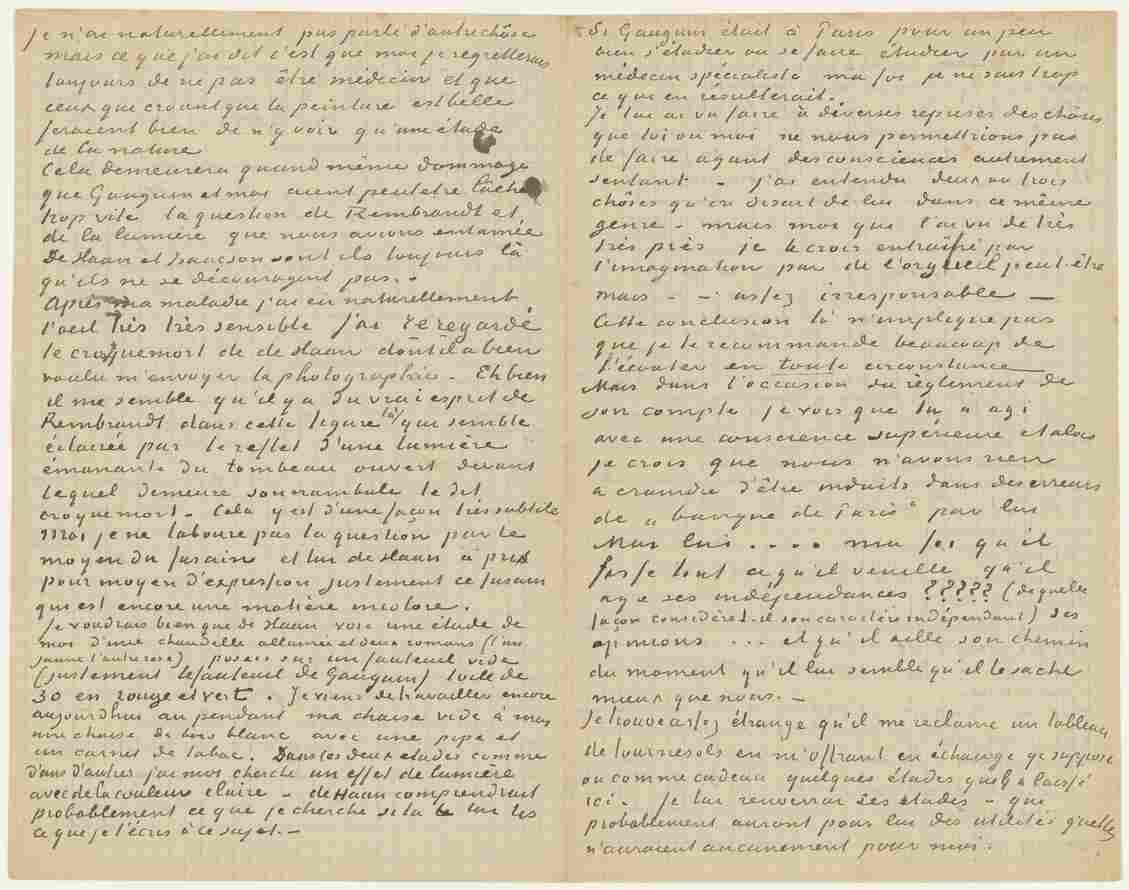 Je n'ai naturellement pas parlé d'autre chôse
mais ce que j'ai dit c'est que moi je regretterais
toujours de ne pas être médecin et que
ceux que croient que la peinture est belle
feraient bien de n'y voir qu'une étude
de la nature
Cela demeurera quand même dommage
que Gauguin et moi aient peutetre lâché
trop vite la question de Rembrandt et
de la lumière que nous avions entamée
De Haan et Isaacson sont ils toujours là
qu'ils ne se découragent pas.
Après ma maladie j'ai eu naturellement
l'oeil très très sensible j'ai reregardé
le croquemort de de Haan dont il a bien
voulu m'envoyer la photographie. Eh bien
il me semble qu'il y a du vrai esprit de
Rembrandt dans cette figure là qui semble
éclairée par le reflet d'une lumière
émanante du tombeau ouvert devant
lequel demeure somnambule le dit
croquemort. Cela y est d'une façon très subtile
Moi je ne laboure pas la question par le
moyen du fusain et lui de Haan à pris
pour moyen d'expression justement ce fusain
qui est encore une matière incolore.
Je voudrais bien que de Haan voie une étude de
moi d'une chandelle allumée et deux romans (l'un
jaune l'autre rose) posés sur un fauteuil vide
(justement le fauteuil de Gauguin) toile de
30 en rouge et vert. Je viens de travailler encore
aujourdhui au pendant ma chaise vide à moi
une chaise de bois blanc avec une pipe et
un cornet de tabac. Dans les deux études comme
d'ans d'autres j'ai moi cherché un effet de lumière
avec de la couleur claire – de Haan comprendrait
probablement ce que je cherche si tu lui lis
ce que je t'écris à ce sujet. –
Si Gauguin était à Paris pour un peu
bien s'étudier ou se faire étudier par un
médecin spécialiste ma foi je ne sais trop
ce que en résulterait.
Je lui ai vu faire à diverses reprises des chôses
que toi ou moi ne nous permettrions pas
de faire ayant des consciences autrement
sentant – j'ai entendu deux ou trois
chôses qu'on disait de lui dans ce même
genre – mais moi que l'ai vu de très
très près je le crois entraîné par
l'imagination par de l'orgueil peut-être
mais – – assez irresponsable –
Cette conclusion là n'implique pas
que je te recommande beaucoup de
l'écouter en toute circonstance
Mais dans l'occasion du règlement de
son compte je vois que tu a agi
avec une conscience supérieure et alors
je crois que nous n'avons rien
à craindre d'être induits dans des erreurs
de „banque de Paris" par lui
Mais lui . . . . ma foi qu'il
fasse tout ce qu'il veuille qu'il
aye ses indépendances ????? (de quelle
façon considère t-il son caractère indépendant) ses
opinions ... et qu'il aille son chemin
du moment qu'il lui semble qu'il le sache
mieux que nous. –
Je trouve assez étrange qu'il me réclame un tableau
de tournesols en m'offrant en échange je suppose
ou comme cadeau quelques études qu'il a laissé
ici. Je lui renverrai ses études – que
probablement auront pour lui des utilités qu'elles
n'auraient aucunement pour moi.